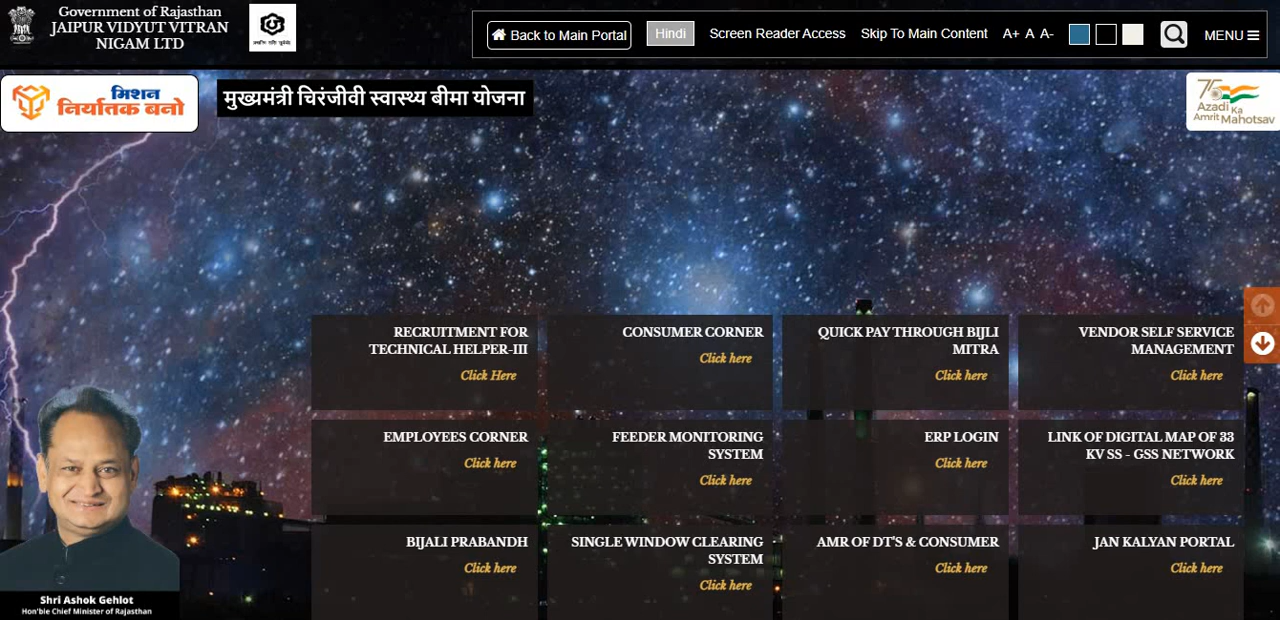 Government of Rajasthan
JAIPUR VIDYUT VITRAN
NIGAM LTD
Back to Main Portal
Hindi
Screen Reader Access
Skip To Main Content
A+ A A-
MENU
मिशन
निर्यातक बनो
मुख्यमंत्री चिरंजीवी स्वास्थ्य बीमा योजना
75
Azadi
Ka
Amrit Mahotsav
RECRUITMENT FOR
TECHNICAL HELPER-III
Click Here
CONSUMER CORNER
Click here
QUICK PAY THROUGH BIJLI
MITRA
Click here
VENDOR SELF SERVICE
MANAGEMENT
Click here
EMPLOYEES CORNER
Click here
FEEDER MONITORING
SYSTEM
Click here
ERP LOGIN
Click here
LINK OF DIGITAL MAP OF 33
KV SS - GSS NETWORK
Click here
BIJALI PRABANDH
Click here
SINGLE WINDOW CLEARING
SYSTEM
Click here
AMR OF DT'S & CONSUMER
Click here
JAN KALYAN PORTAL
Click here
Shri Ashok Gehlot
Hon'ble Chief Minister of Rajasthan